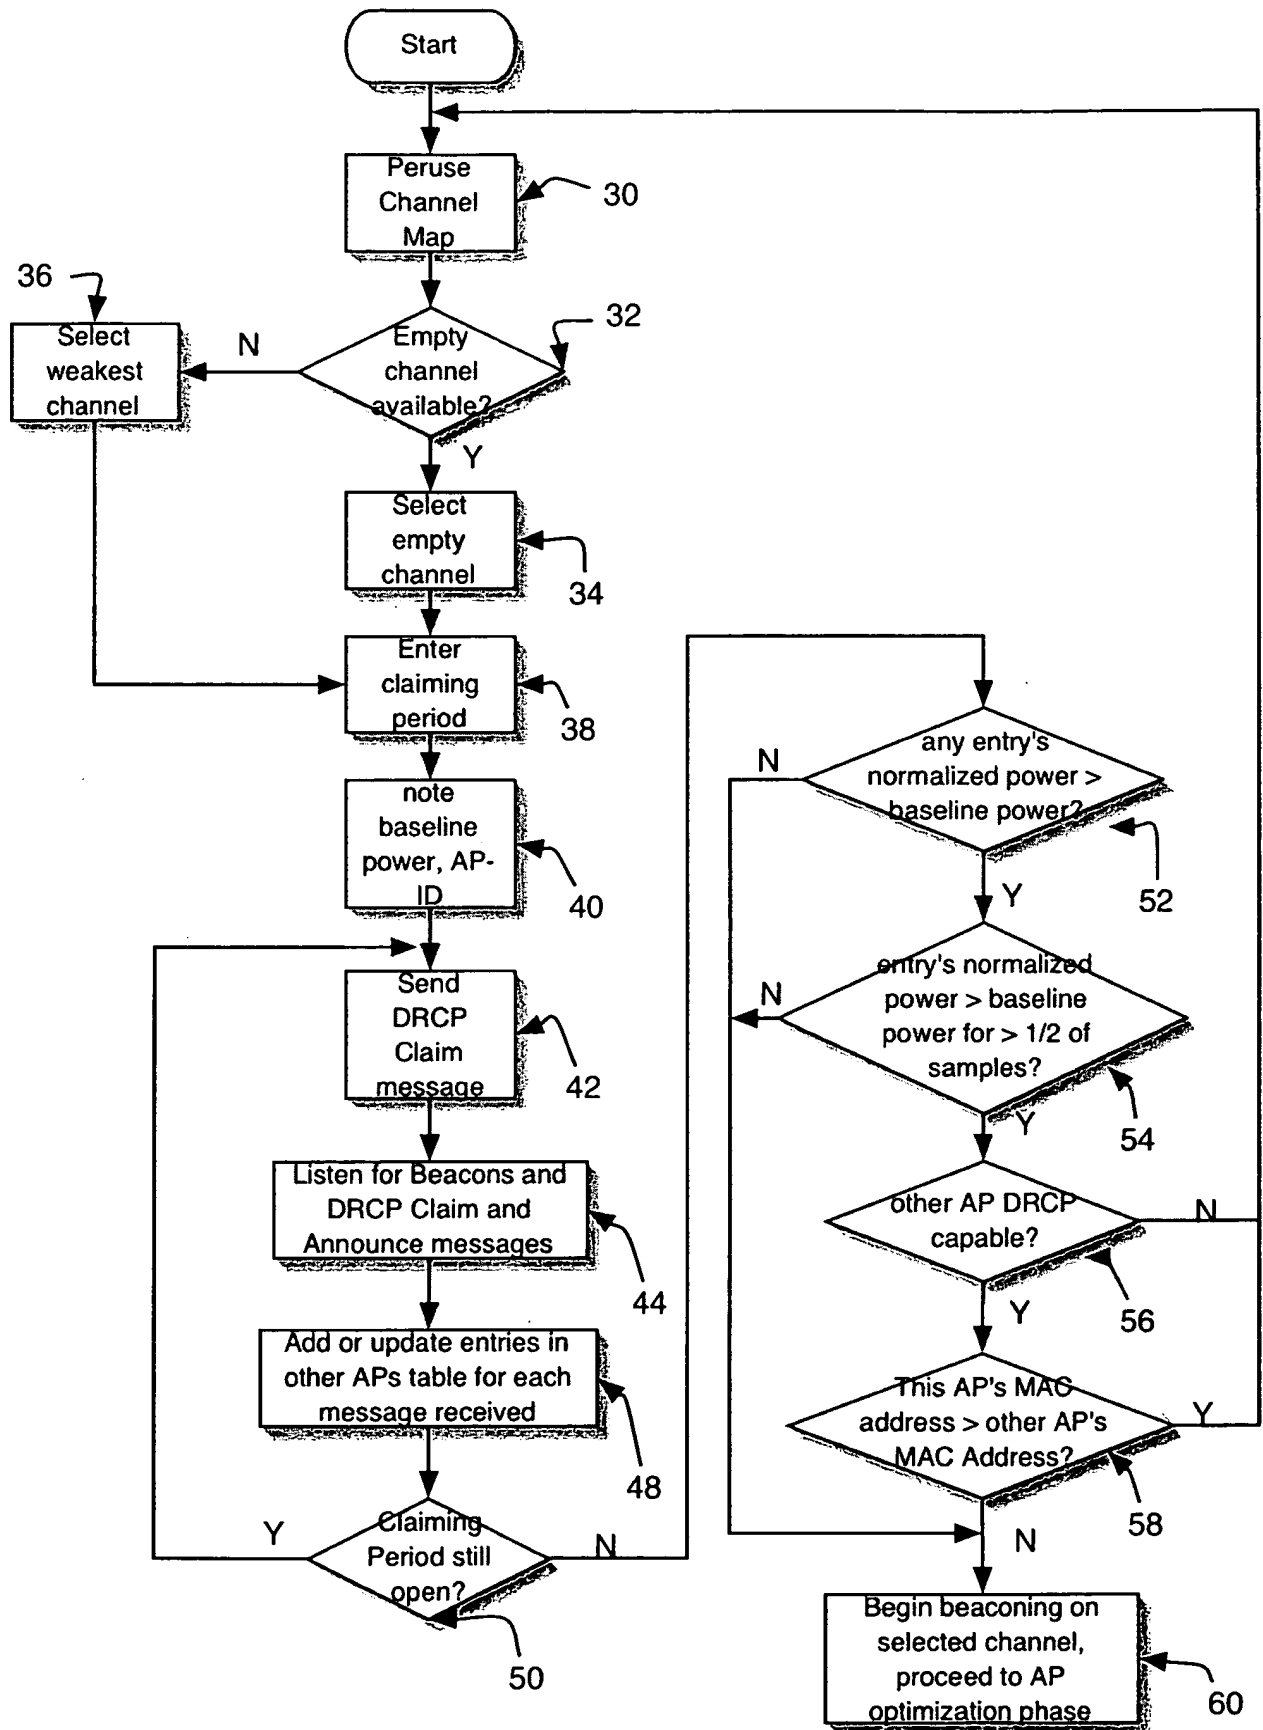 Start
Peruse
Channel
Map
30
36
Select
weakest
channel
N
Empty
channel
available?
32
Y
Select
empty
channel
34
Enter
claiming
period
38
note
baseline
power, AP-
ID
40
Send
DRCP
Claim
message
42
Listen for Beacons and
DRCP Claim and
Announce messages
44
Add or update entries in
other APs table for each
message received
48
Y
Claiming
Period still
open?
N
50
N
any entry's
normalized power >
baseline power?
52
Y
N
entry's normalized
power > baseline
power for > 1/2 of
samples?
54
Y
other AP DRCP
capable?
N
56
Y
This AP's MAC
address > other AP's
MAC Address?
Y
58
N
Begin beaconing on
selected channel,
proceed to AP
optimization phase
60